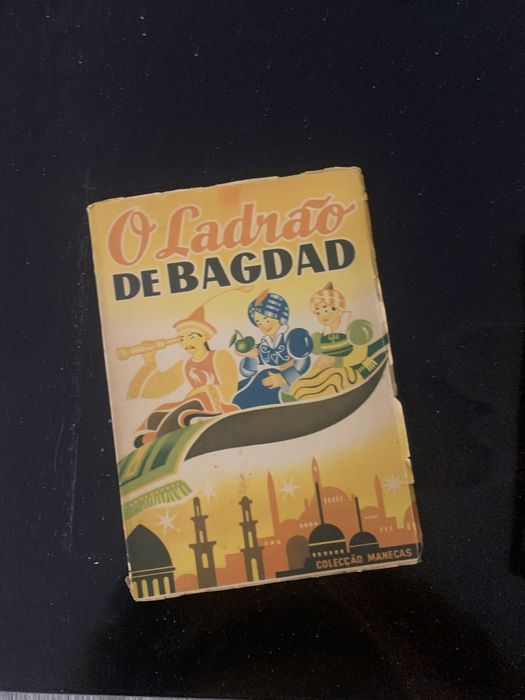 O Ladrão
DE BAGDAD
COLECÇÃO MANECAS